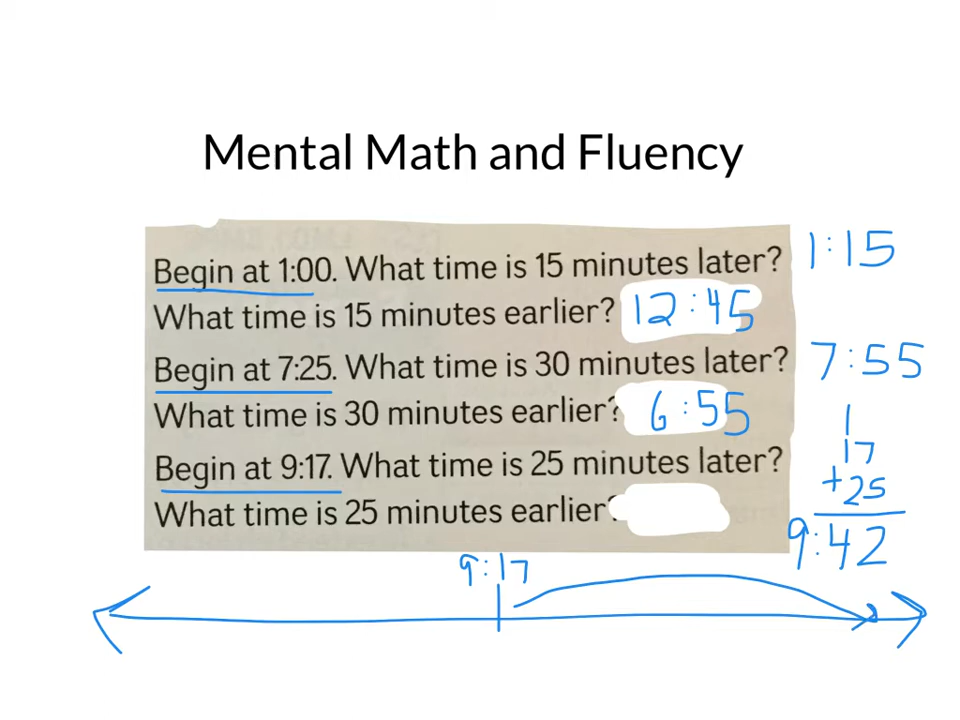 Mental Math and Fluency
Begin at 1:00. What time is 15 minutes later? 1:15
What time is 15 minutes earlier? 12:45
Begin at 7:25. What time is 30 minutes later? 7:55
What time is 30 minutes earlier? 6:55
Begin at 9:17. What time is 25 minutes later?
What time is 25 minutes earlier?
1
17
+25
9:42
9:17